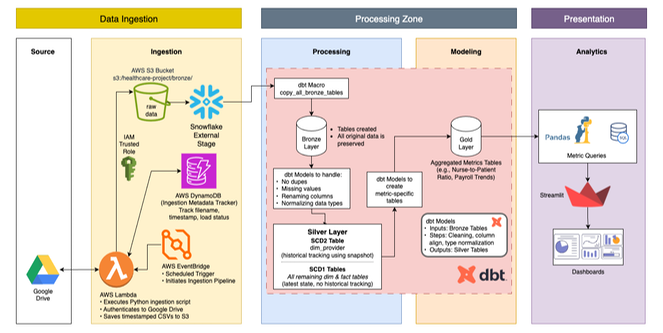 Data Ingestion
Processing Zone
Presentation
Source
Ingestion
Processing
Modeling
Analytics
AWS S3 Bucket
s3:/healthcare-project/bronze/
raw
data
Snowflake
External
Stage
IAM
Trusted
Role
AWS DynamoDB
(Ingestion Metadata Tracker)
Track filename,
timestamp, load status
AWS EventBridge
• Scheduled Trigger
• Initiates Ingestion Pipeline
Google
Drive
AWS Lambda
• Executes Python ingestion script
• Authenticates to Google Drive
• Saves timestamped CSVs to S3
dbt Macro
copy_all_bronze_tables
Bronze
Layer
• Tables created
• All original data is
preserved
dbt Models to handle:
• No dupes
• Missing values
• Renaming columns
• Normalizing data types
Silver Layer
SCD2 Table
dim_provider
(historical tracking using snapshot)
SCD1 Tables
All remaining dim & fact tables
(latest state, no historical tracking)
dbt Models to
create
metric-specific
tables
Gold
Layer
Aggregated Metrics Tables
(e.g., Nurse-to-Patient
Ratio, Payroll Trends)
dbt Models
• Inputs: Bronze Tables
• Steps: Cleaning, column
align, type normalization
• Outputs: Silver Tables
dbt
Pandas
SQL
Metric Queries
Streamlit
Dashboards